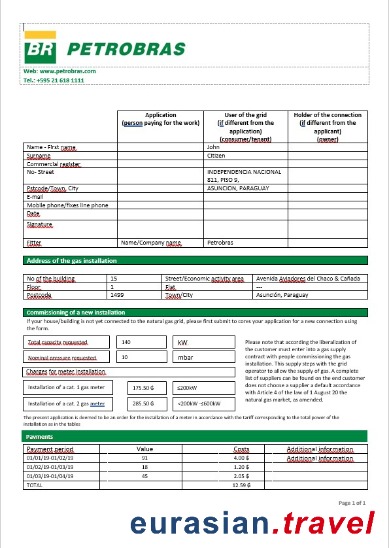 BR PETROBRAS
Web: www.petrobras.com
Tel.: +595 21 618 1111
Application
(person paying for the work)
User of the grid
(if different from the
application)
(consumer/tenant)
Holder of the connection
(if different from the
applicant)
(owner)
Name - First name
John
Surname
Citizen
Commercial register
No- Street
INDEPENDENCIA NACIONAL
811, PISO 9,
Pstcode/Town, City
ASUNCION, PARAGUAY
E-mail
Mobile phone/fixes line phone
Date,
Signature
Fitter
Name/Company name
Petrobras
Address of the gas installation
No of the building
15
Street/Economic activity area
Avenida Aviadores del Chaco & Cañada
Floor:
1
Flat
---
Postcode
1499
Town/City
Asunción, Paraguay
Commissioning of a new installation
If your house/building is not yet connected to the natural gas grid, please first submit to come your application for a new connection using
the form.
Total capacity requested
140
kW
Nominal pressure requested
10
mbar
Charges for meter installation
Installation of a cat. 1 gas meter
175.50 $
≤200kW
Installation of a cat. 2 gas meter
285.50 $
<200kW -≤600kW
Please note that according the liberalization of
the customer must enter into a gas supply
contract with people commissioning the gas
installation. This supply steps with the grid
operator to allow the supply of gas. A complete
list of suppliers can be found on the end customer
does not choose a supplier a default accordance
with Article 4 of the law of 1 August 20 the
natural gas market, as amended.
The present application is deemed to be an order for the installation of a meter in accordance with the tariff corresponding to the total power of the
installation as in the tables
Payments
Payment period
Value
Costs
Additional information
01/01/19-01/02/19
91
4.00 $
Additional information
01/02/19-01/03/19
18
1.20 $
01/03/19-01/04/19
45
2.05 $
TOTAL
12.59 $
Page 1 of 1
eurasian.travel